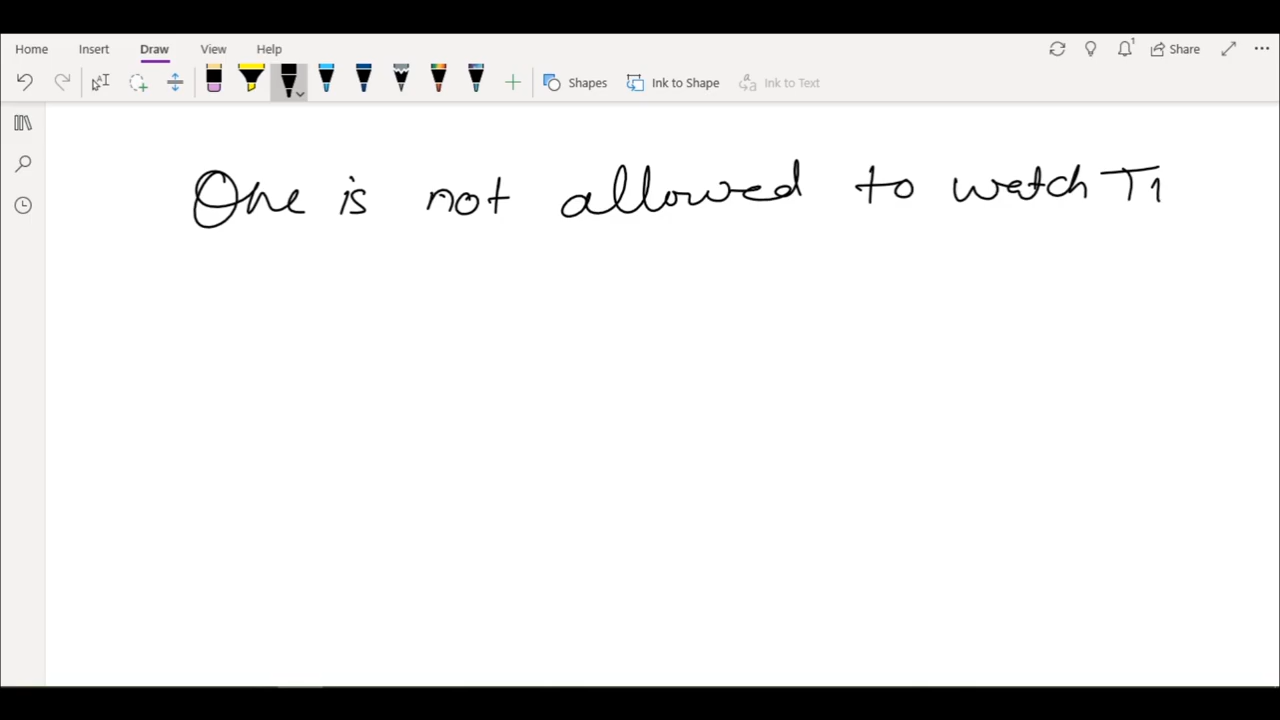 Home Insert Draw View Help Share
Shapes Ink to Shape Ink to Text
One is not allowed to watch T1